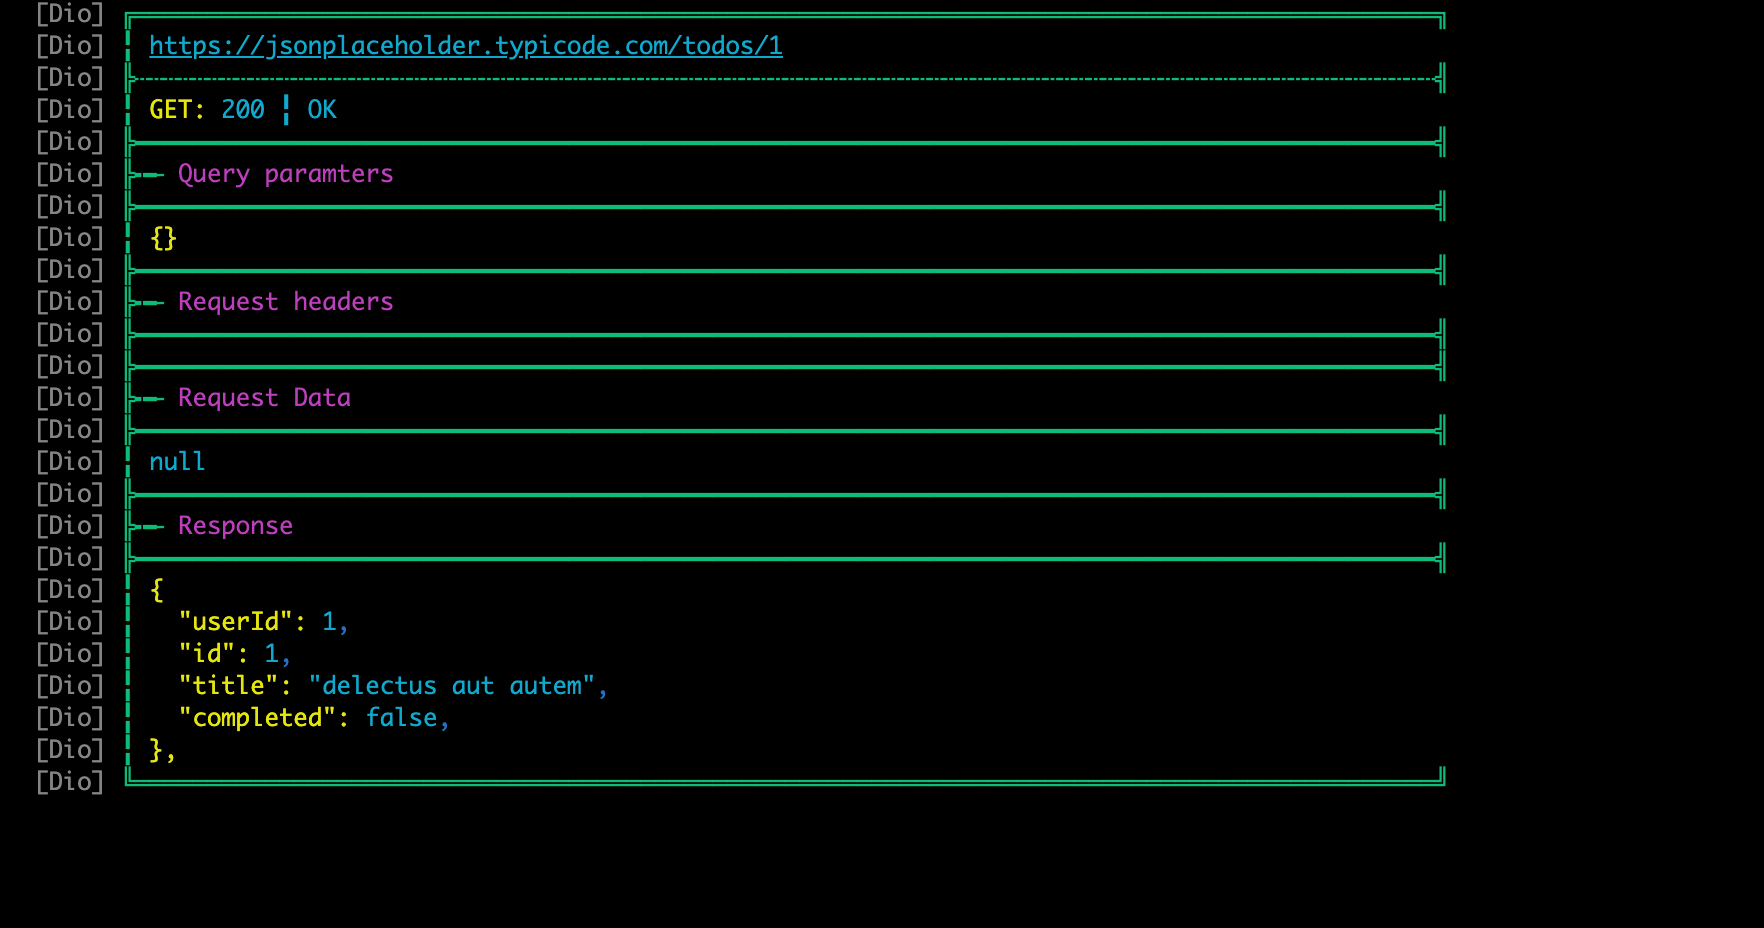 [Dio]
[Dio] https://jsonplaceholder.typicode.com/todos/1
[Dio]
[Dio] GET: 200 ¦ OK
[Dio]
[Dio] Query paramters
[Dio]
[Dio] {}
[Dio]
[Dio] Request headers
[Dio]
[Dio]
[Dio] Request Data
[Dio]
[Dio] null
[Dio]
[Dio] Response
[Dio]
[Dio] {
[Dio]   "userId": 1,
[Dio]   "id": 1,
[Dio]   "title": "delectus aut autem",
[Dio]   "completed": false,
[Dio] },
[Dio]